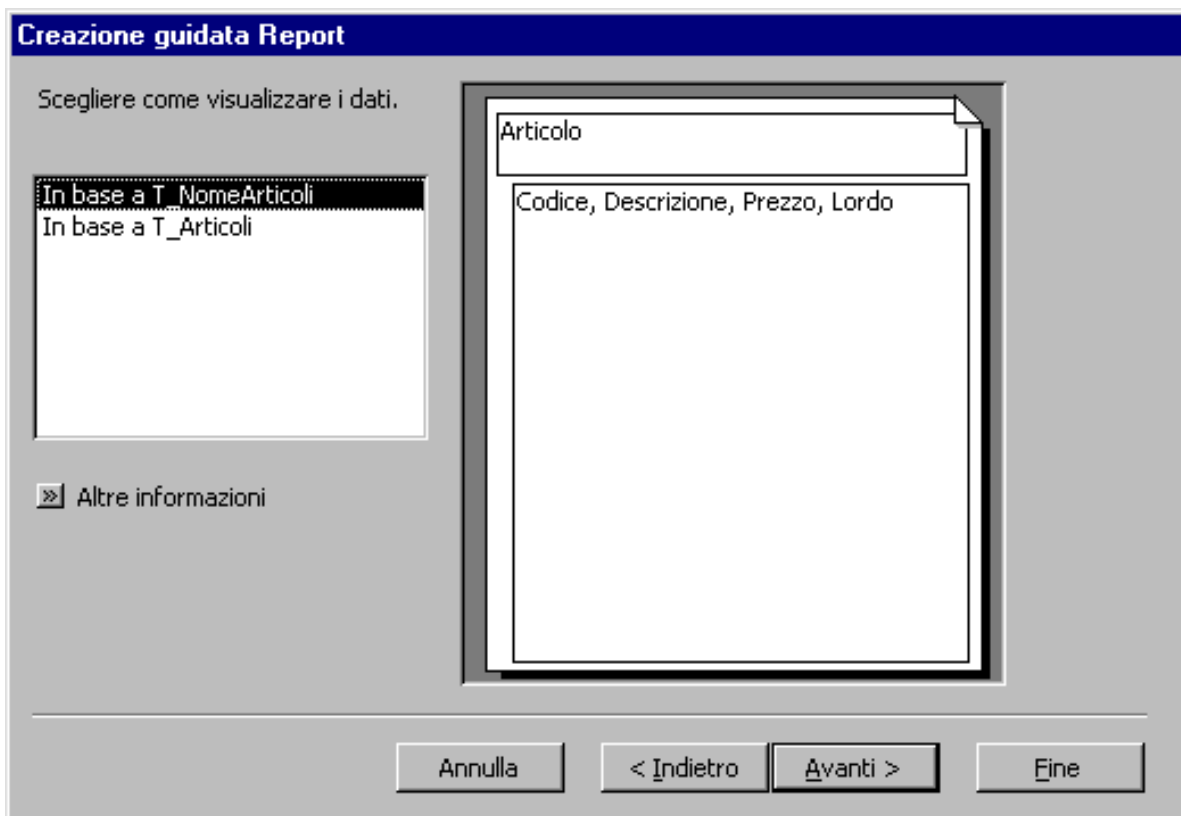 Creazione guidata Report
Scegliere come visualizzare i dati.
In base a T_NomeArticoli
In base a T_Articoli
» Altre informazioni
Articolo
Codice, Descrizione, Prezzo, Lordo
Annulla
< Indietro
Avanti >
Fine